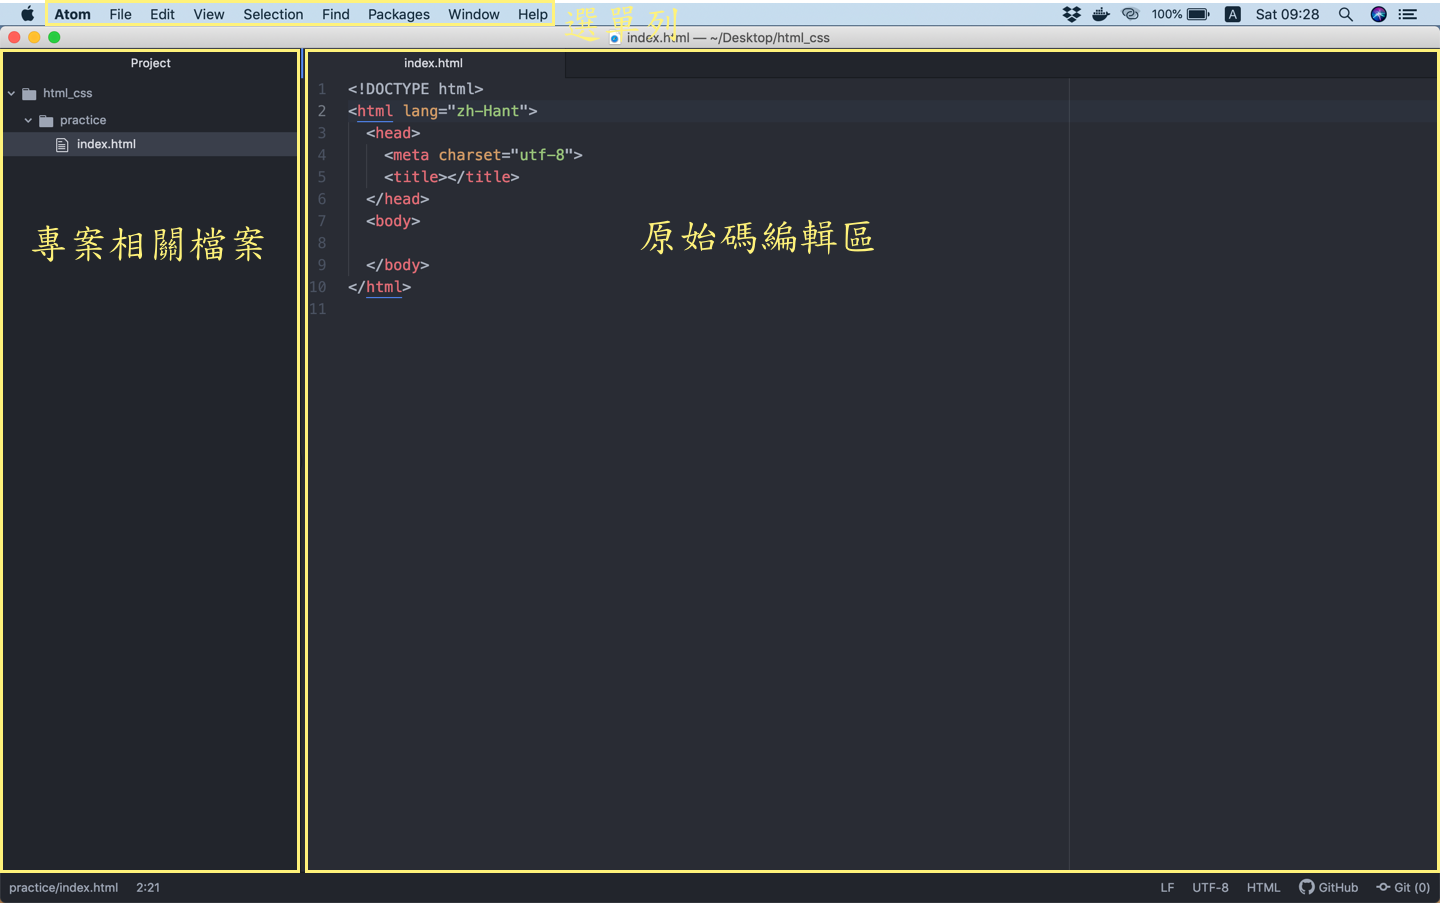 Atom File Edit View Selection Find Packages Window Help
選單列
100% A Sat 09:28
index.html — ~/Desktop/html_css
Project
html_css
practice
index.html
專案相關檔案
index.html
1 <!DOCTYPE html>
2 <html lang="zh-Hant">
3 <head>
4 <meta charset="utf-8">
5 <title></title>
6 </head>
7 <body>
8
9 </body>
10 </html>
11
原始碼編輯區
practice/index.html 2:21
LF UTF-8 HTML GitHub Git (0)